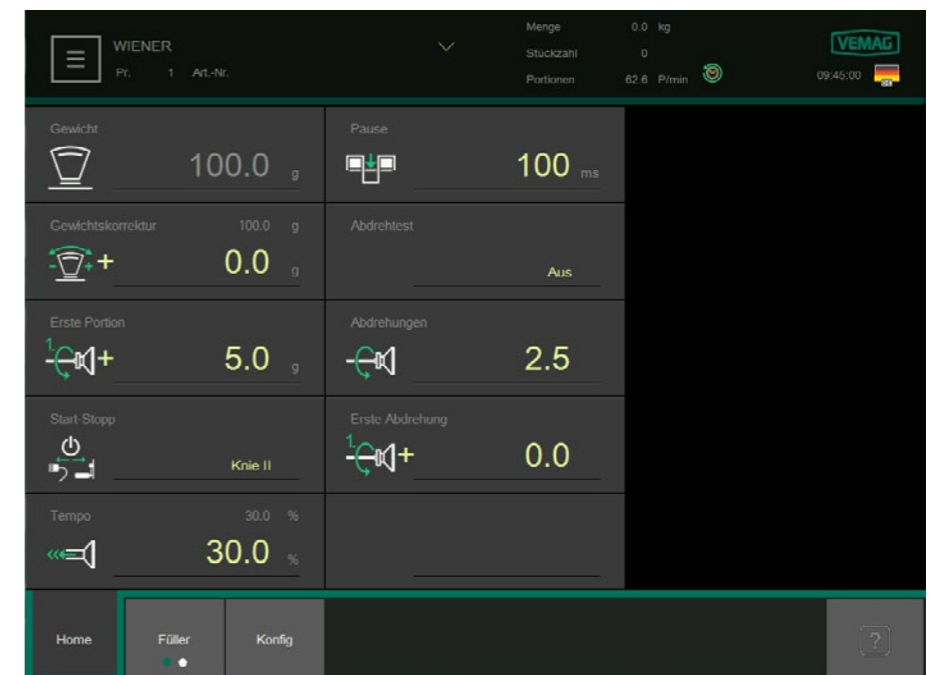 WIENER
Pr. 1 Art.-Nr.
Menge 0.0 kg
Stückzahl 0
Portionen 62.6 P/min
VEMAG
09:45:00
Gewicht
100.0 g
Pause
100 ms
Gewichtskorrektur 100.0 g
- + +
0.0 g
Abdrehtest
Aus
Erste Portion
1. +
5.0 g
Abdrehungen
2.5
Start-Stopp
Knie II
Erste Abdrehung
1. +
0.0
Tempo 30.0 %
30.0 %
Home
Füller
Konfig
?